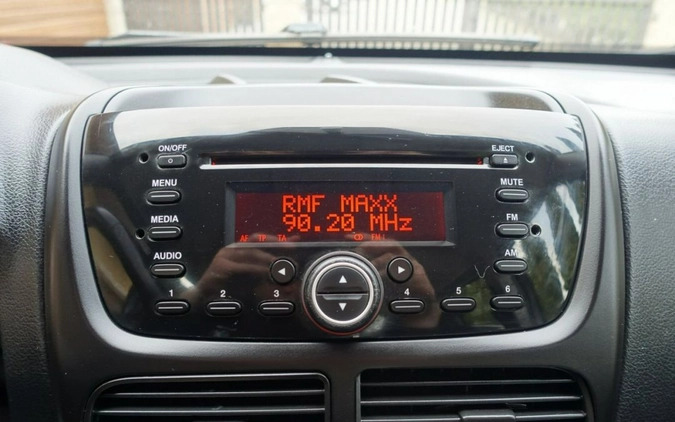 ON/OFF
EJECT
MENU
MUTE
RMF MAXX
90.20 MHz
MEDIA
FM
AF TP TA CD FM1
AUDIO
AM
1 2 3 4 5 6